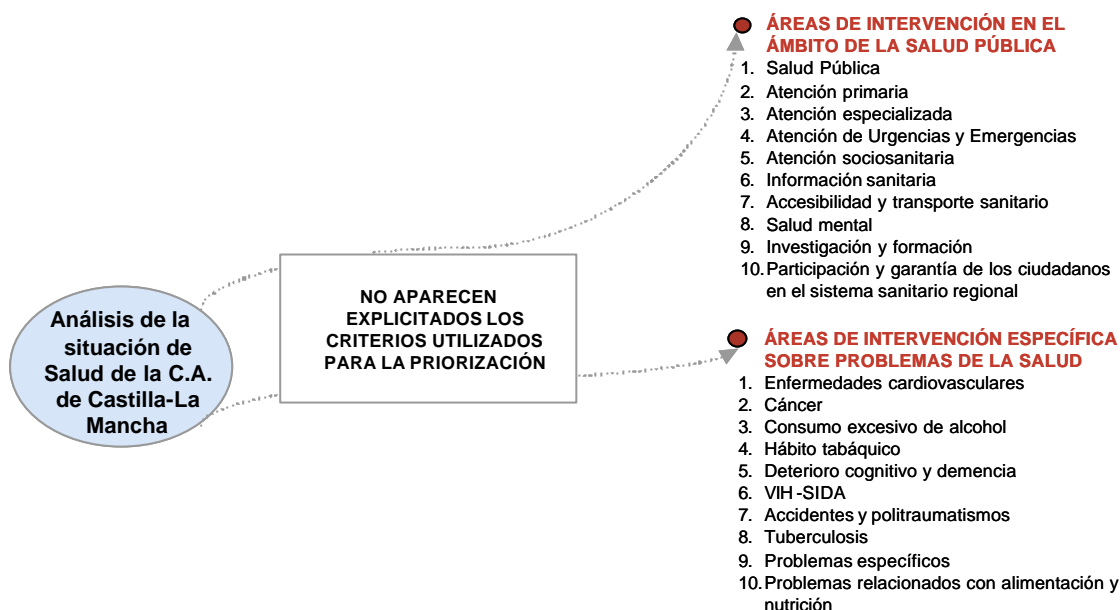 Análisis de la
situación de
Salud de la C.A.
de Castilla-La
Mancha
NO APARECEN
EXPLICITADOS LOS
CRITERIOS UTILIZADOS
PARA LA PRIORIZACIÓN
ÁREAS DE INTERVENCIÓN EN EL
ÁMBITO DE LA SALUD PÚBLICA
1. Salud Pública
2. Atención primaria
3. Atención especializada
4. Atención de Urgencias y Emergencias
5. Atención sociosanitaria
6. Información sanitaria
7. Accesibilidad y transporte sanitario
8. Salud mental
9. Investigación y formación
10. Participación y garantía de los ciudadanos
en el sistema sanitario regional
ÁREAS DE INTERVENCIÓN ESPECÍFICA
SOBRE PROBLEMAS DE LA SALUD
1. Enfermedades cardiovasculares
2. Cáncer
3. Consumo excesivo de alcohol
4. Hábito tabáquico
5. Deterioro cognitivo y demencia
6. VIH -SIDA
7. Accidentes y politraumatismos
8. Tuberculosis
9. Problemas específicos
10. Problemas relacionados con alimentación y
nutrición